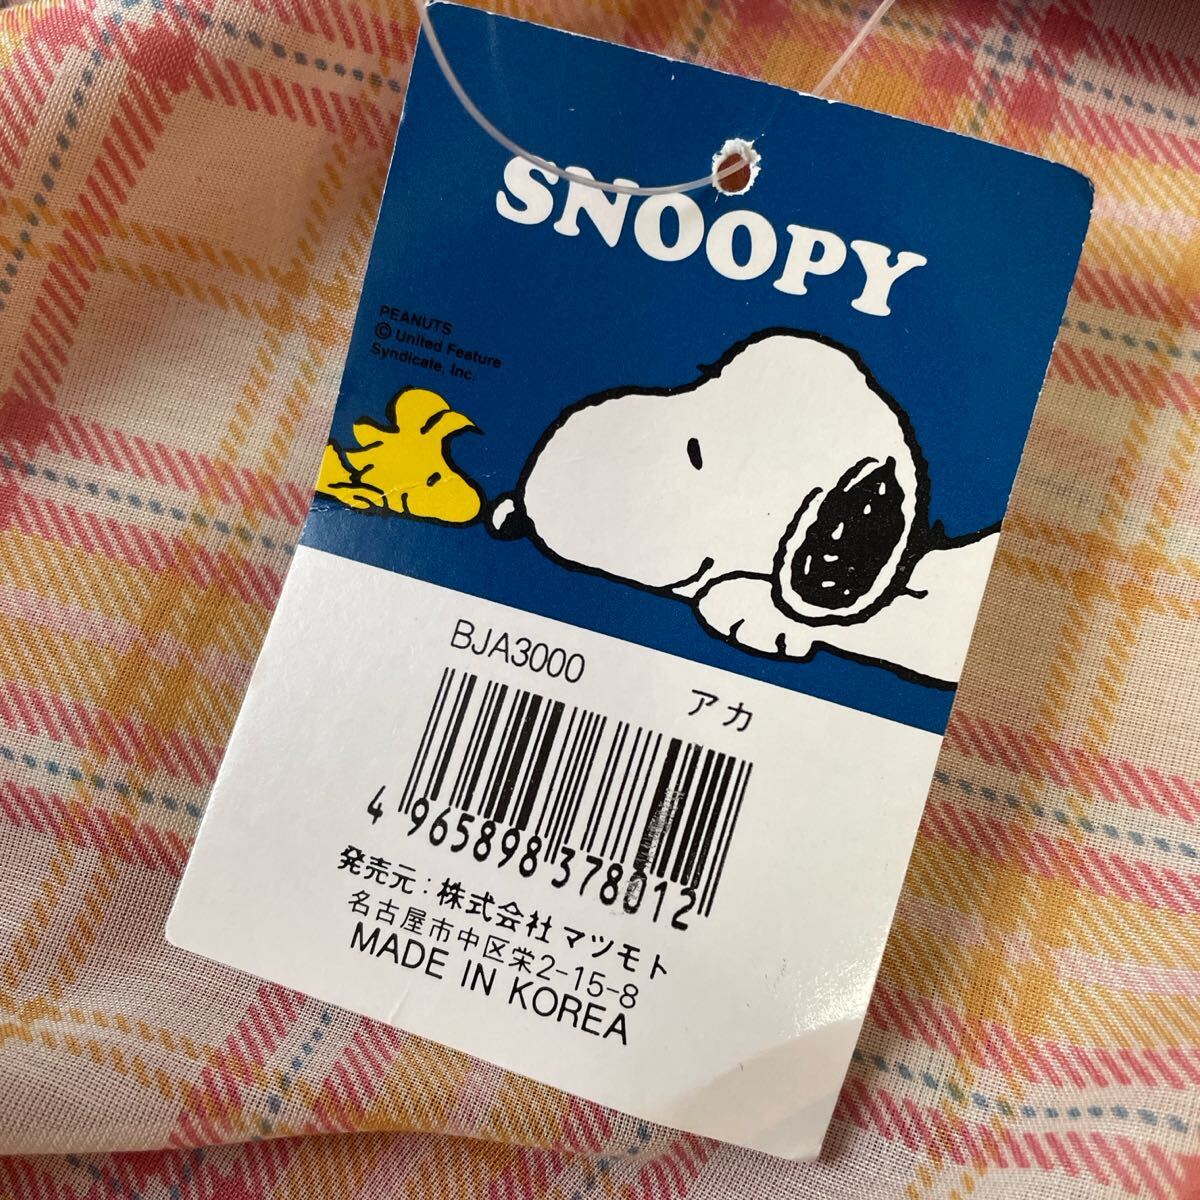 SNOOPY
PEANUTS
© United Feature
Syndicate, Inc.
BJA3000
アカ
4 965898 378012
発売元：株式会社マツモト
名古屋市中区栄2-15-8
MADE IN KOREA